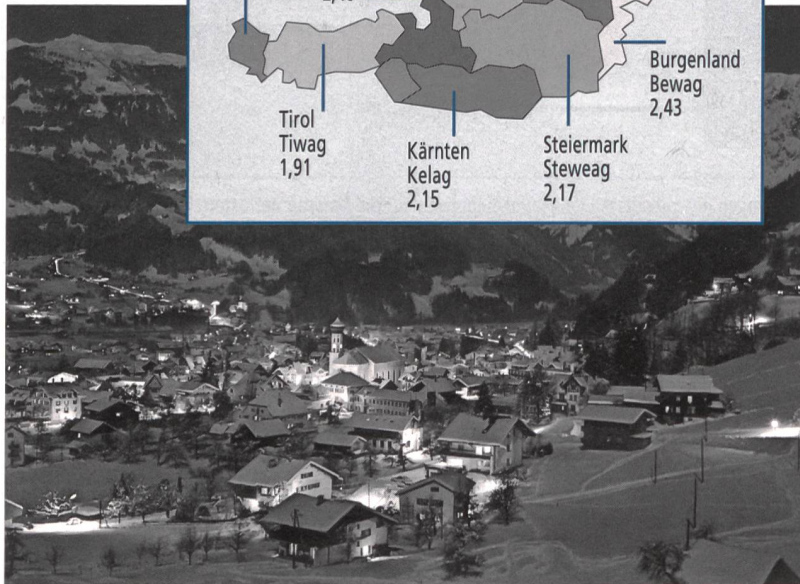 Tirol
Tiwag
1,91
Kärnten
Kelag
2,15
Steiermark
Steweag
2,17
Burgenland
Bewag
2,43